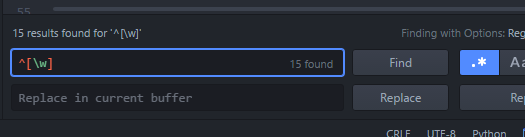 55
15 results found for '^[\w]'
Finding with Options: Reg
^[\w]
15 found
Find
.*
Aa
Replace in current buffer
Replace
Re
CRLF
UTF-8
Python